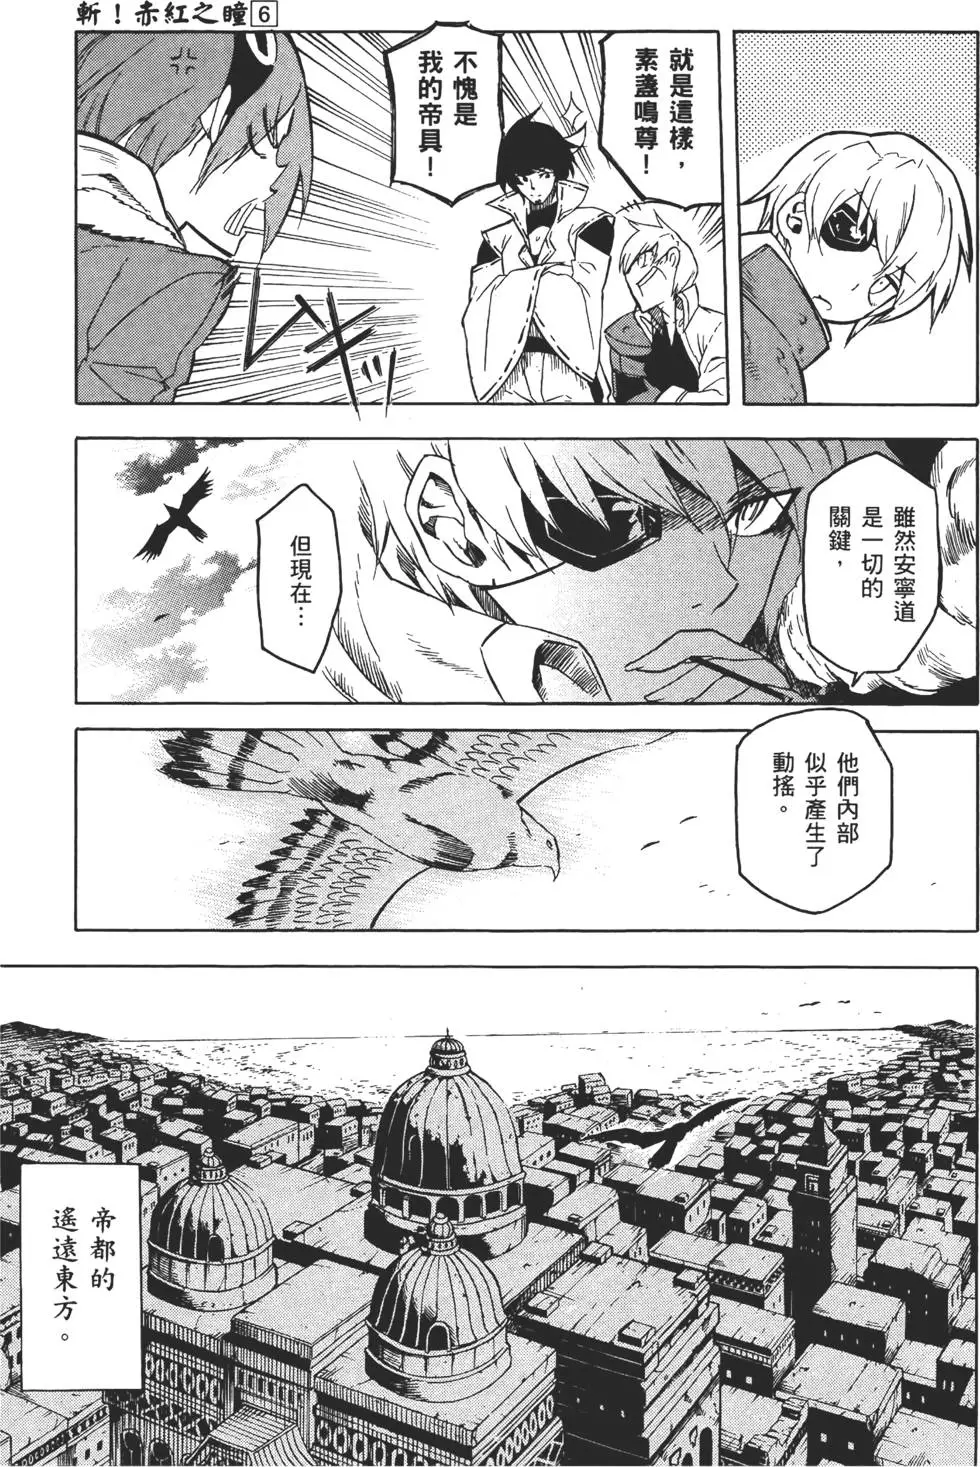 斬！赤紅之瞳6
就是這樣，
素盞鳴尊！
不愧是
我的帝具！
雖然安寧道
是一切的
關鍵，
但現在…
他們內部
似乎產生了
動搖。
帝都的
遙遠東方。